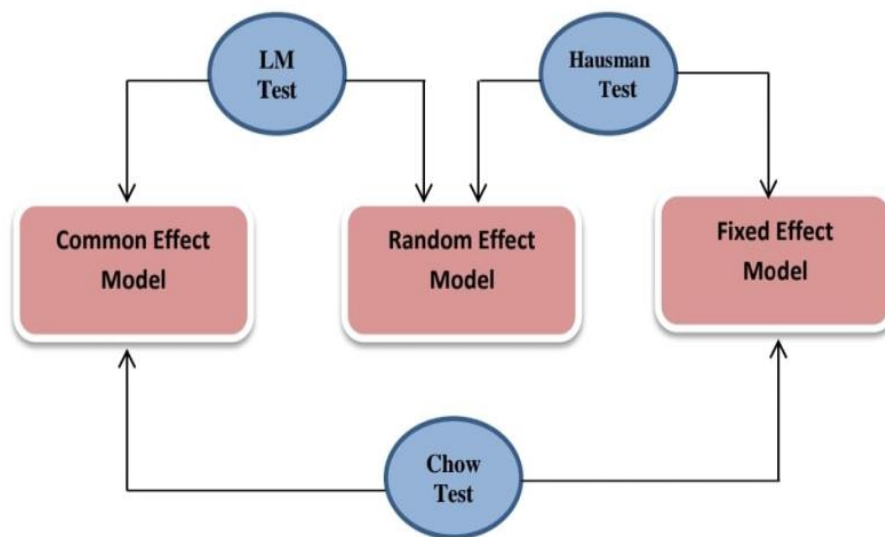 LM
Test
Hausman
Test
Common Effect
Model
Random Effect
Model
Fixed Effect
Model
Chow
Test